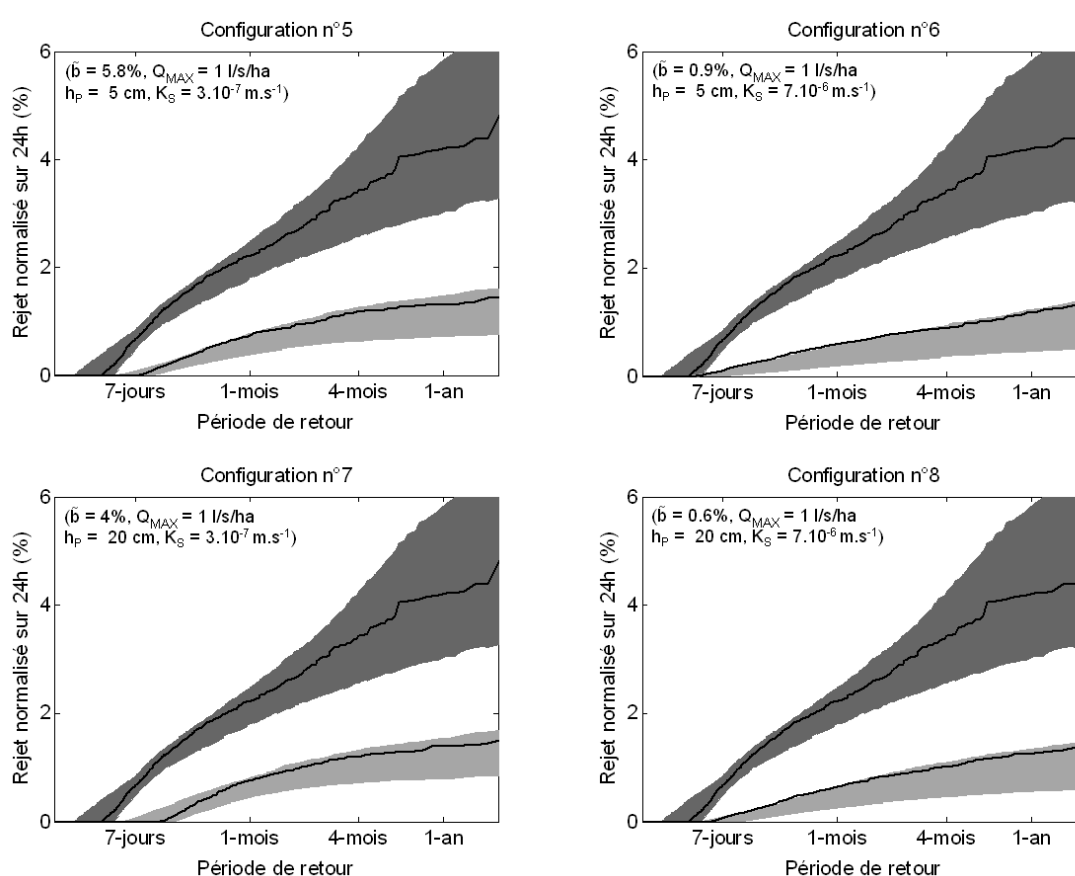 Configuration n°5
6
(b̃ = 5.8%, Q_MAX = 1 l/s/ha
h_P = 5 cm, K_S = 3.10⁻⁷ m.s⁻¹)
4
2
0
Rejet normalisé sur 24h (%)
7-jours 1-mois 4-mois 1-an
Période de retour
Configuration n°6
6
(b̃ = 0.9%, Q_MAX = 1 l/s/ha
h_P = 5 cm, K_S = 7.10⁻⁶ m.s⁻¹)
4
2
0
Rejet normalisé sur 24h (%)
7-jours 1-mois 4-mois 1-an
Période de retour
Configuration n°7
6
(b̃ = 4%, Q_MAX = 1 l/s/ha
h_P = 20 cm, K_S = 3.10⁻⁷ m.s⁻¹)
4
2
0
Rejet normalisé sur 24h (%)
7-jours 1-mois 4-mois 1-an
Période de retour
Configuration n°8
6
(b̃ = 0.6%, Q_MAX = 1 l/s/ha
h_P = 20 cm, K_S = 7.10⁻⁶ m.s⁻¹)
4
2
0
Rejet normalisé sur 24h (%)
7-jours 1-mois 4-mois 1-an
Période de retour